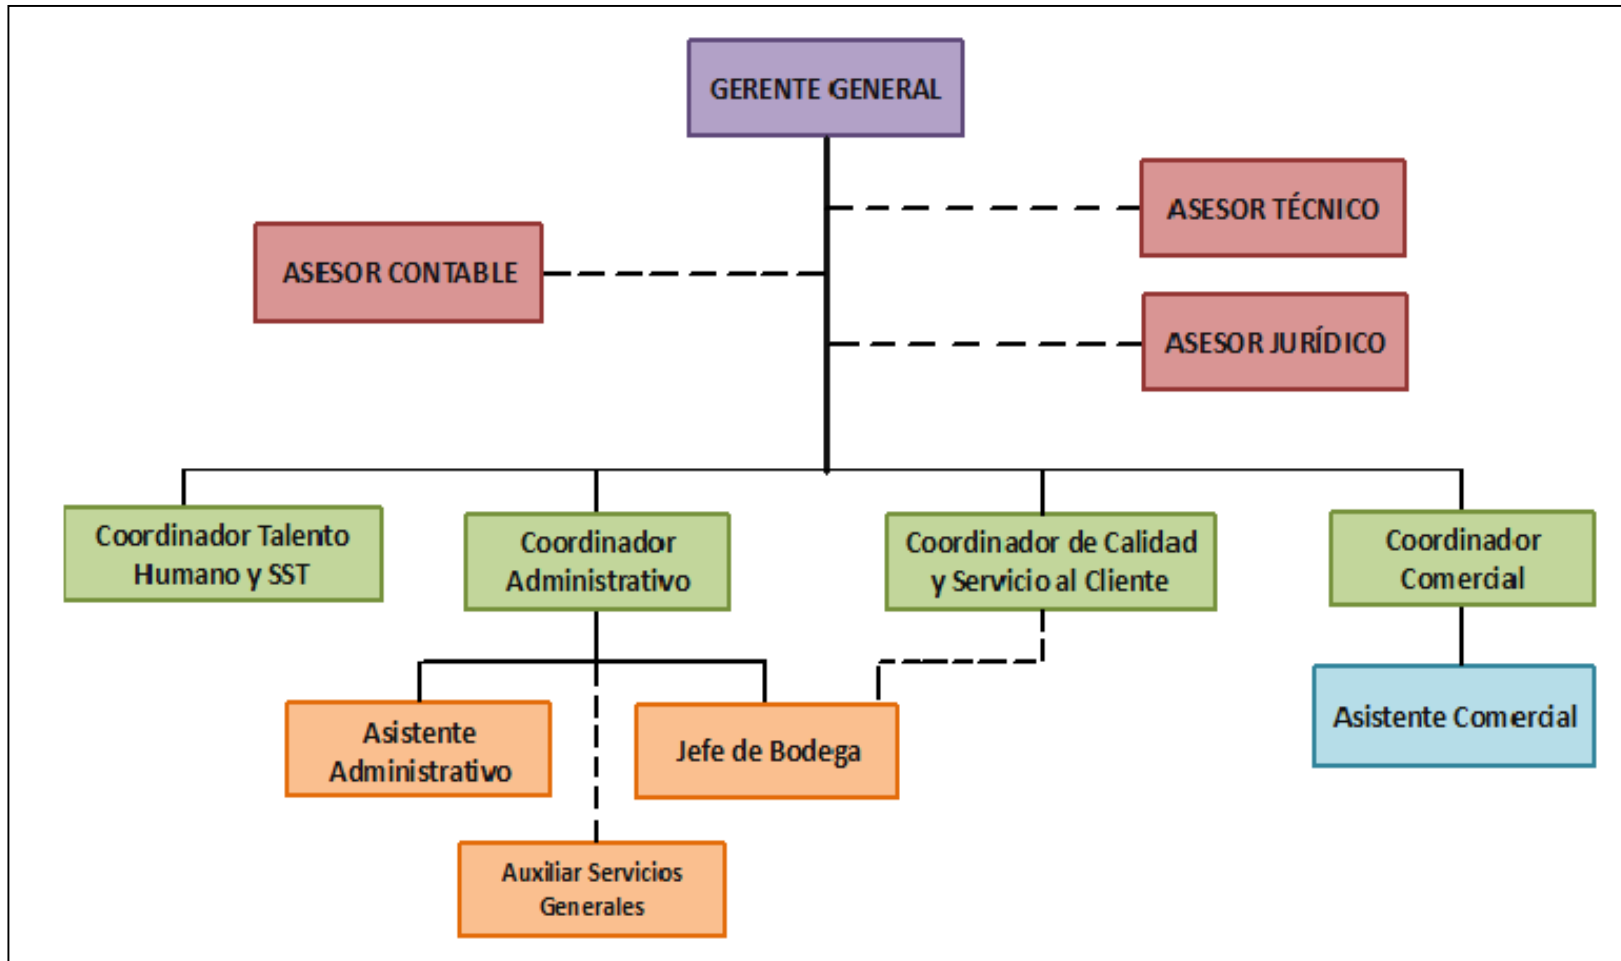 GERENTE GENERAL
ASESOR TÉCNICO
ASESOR CONTABLE
ASESOR JURÍDICO
Coordinador Talento
Humano y SST
Coordinador
Administrativo
Coordinador de Calidad
y Servicio al Cliente
Coordinador
Comercial
Asistente
Administrativo
Jefe de Bodega
Asistente Comercial
Auxiliar Servicios
Generales